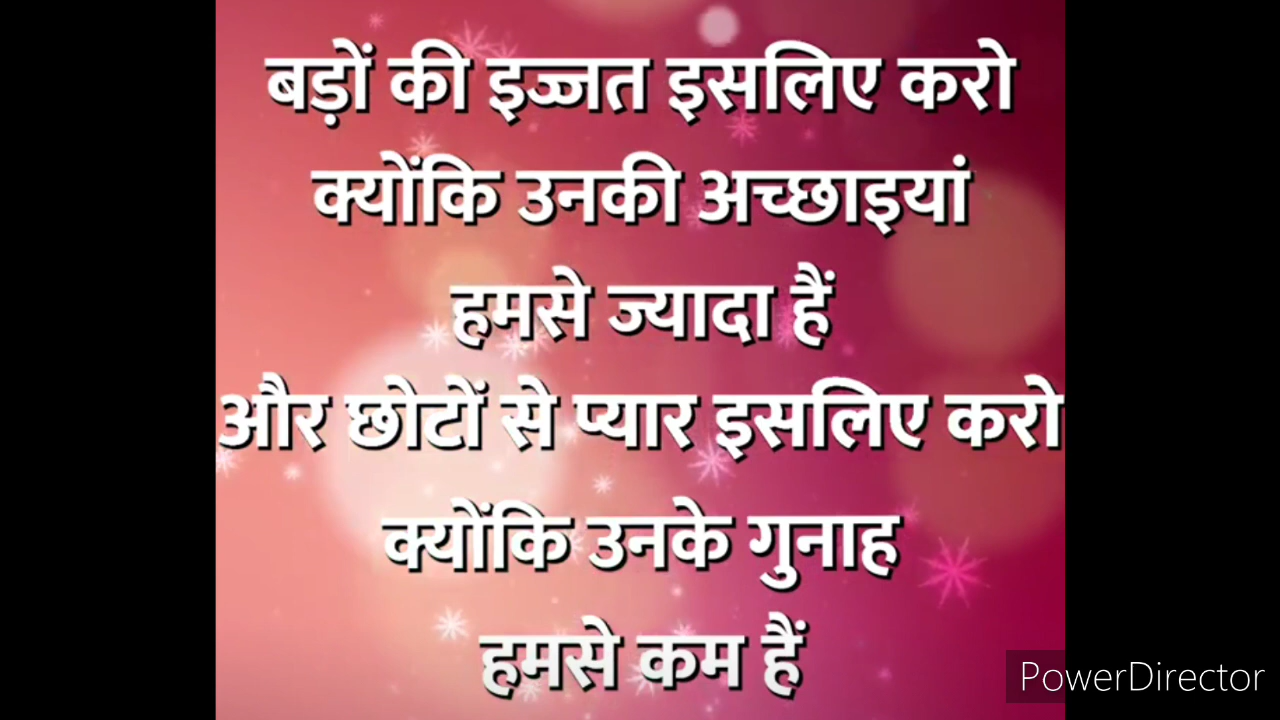 बड़ों की इज्जत इसलिए करो
क्योंकि उनकी अच्छाइयां
हमसे ज्यादा हैं
और छोटों से प्यार इसलिए करो
क्योंकि उनके गुनाह
हमसे कम हैं
PowerDirector